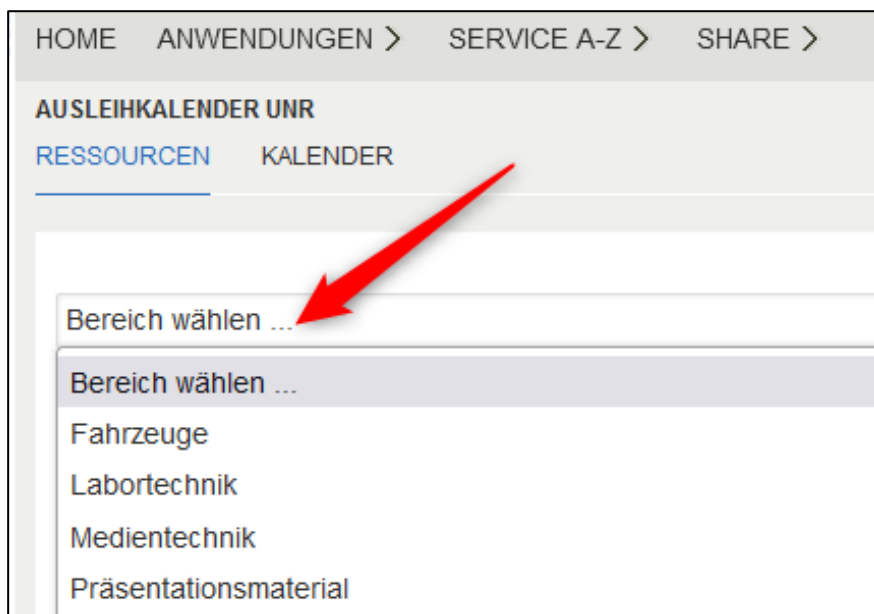 HOME ANWENDUNGEN > SERVICE A-Z > SHARE >
AUSLEIHKALENDER UNR
RESSOURCEN KALENDER
Bereich wählen ...
Bereich wählen ...
Fahrzeuge
Labortechnik
Medientechnik
Präsentationsmaterial